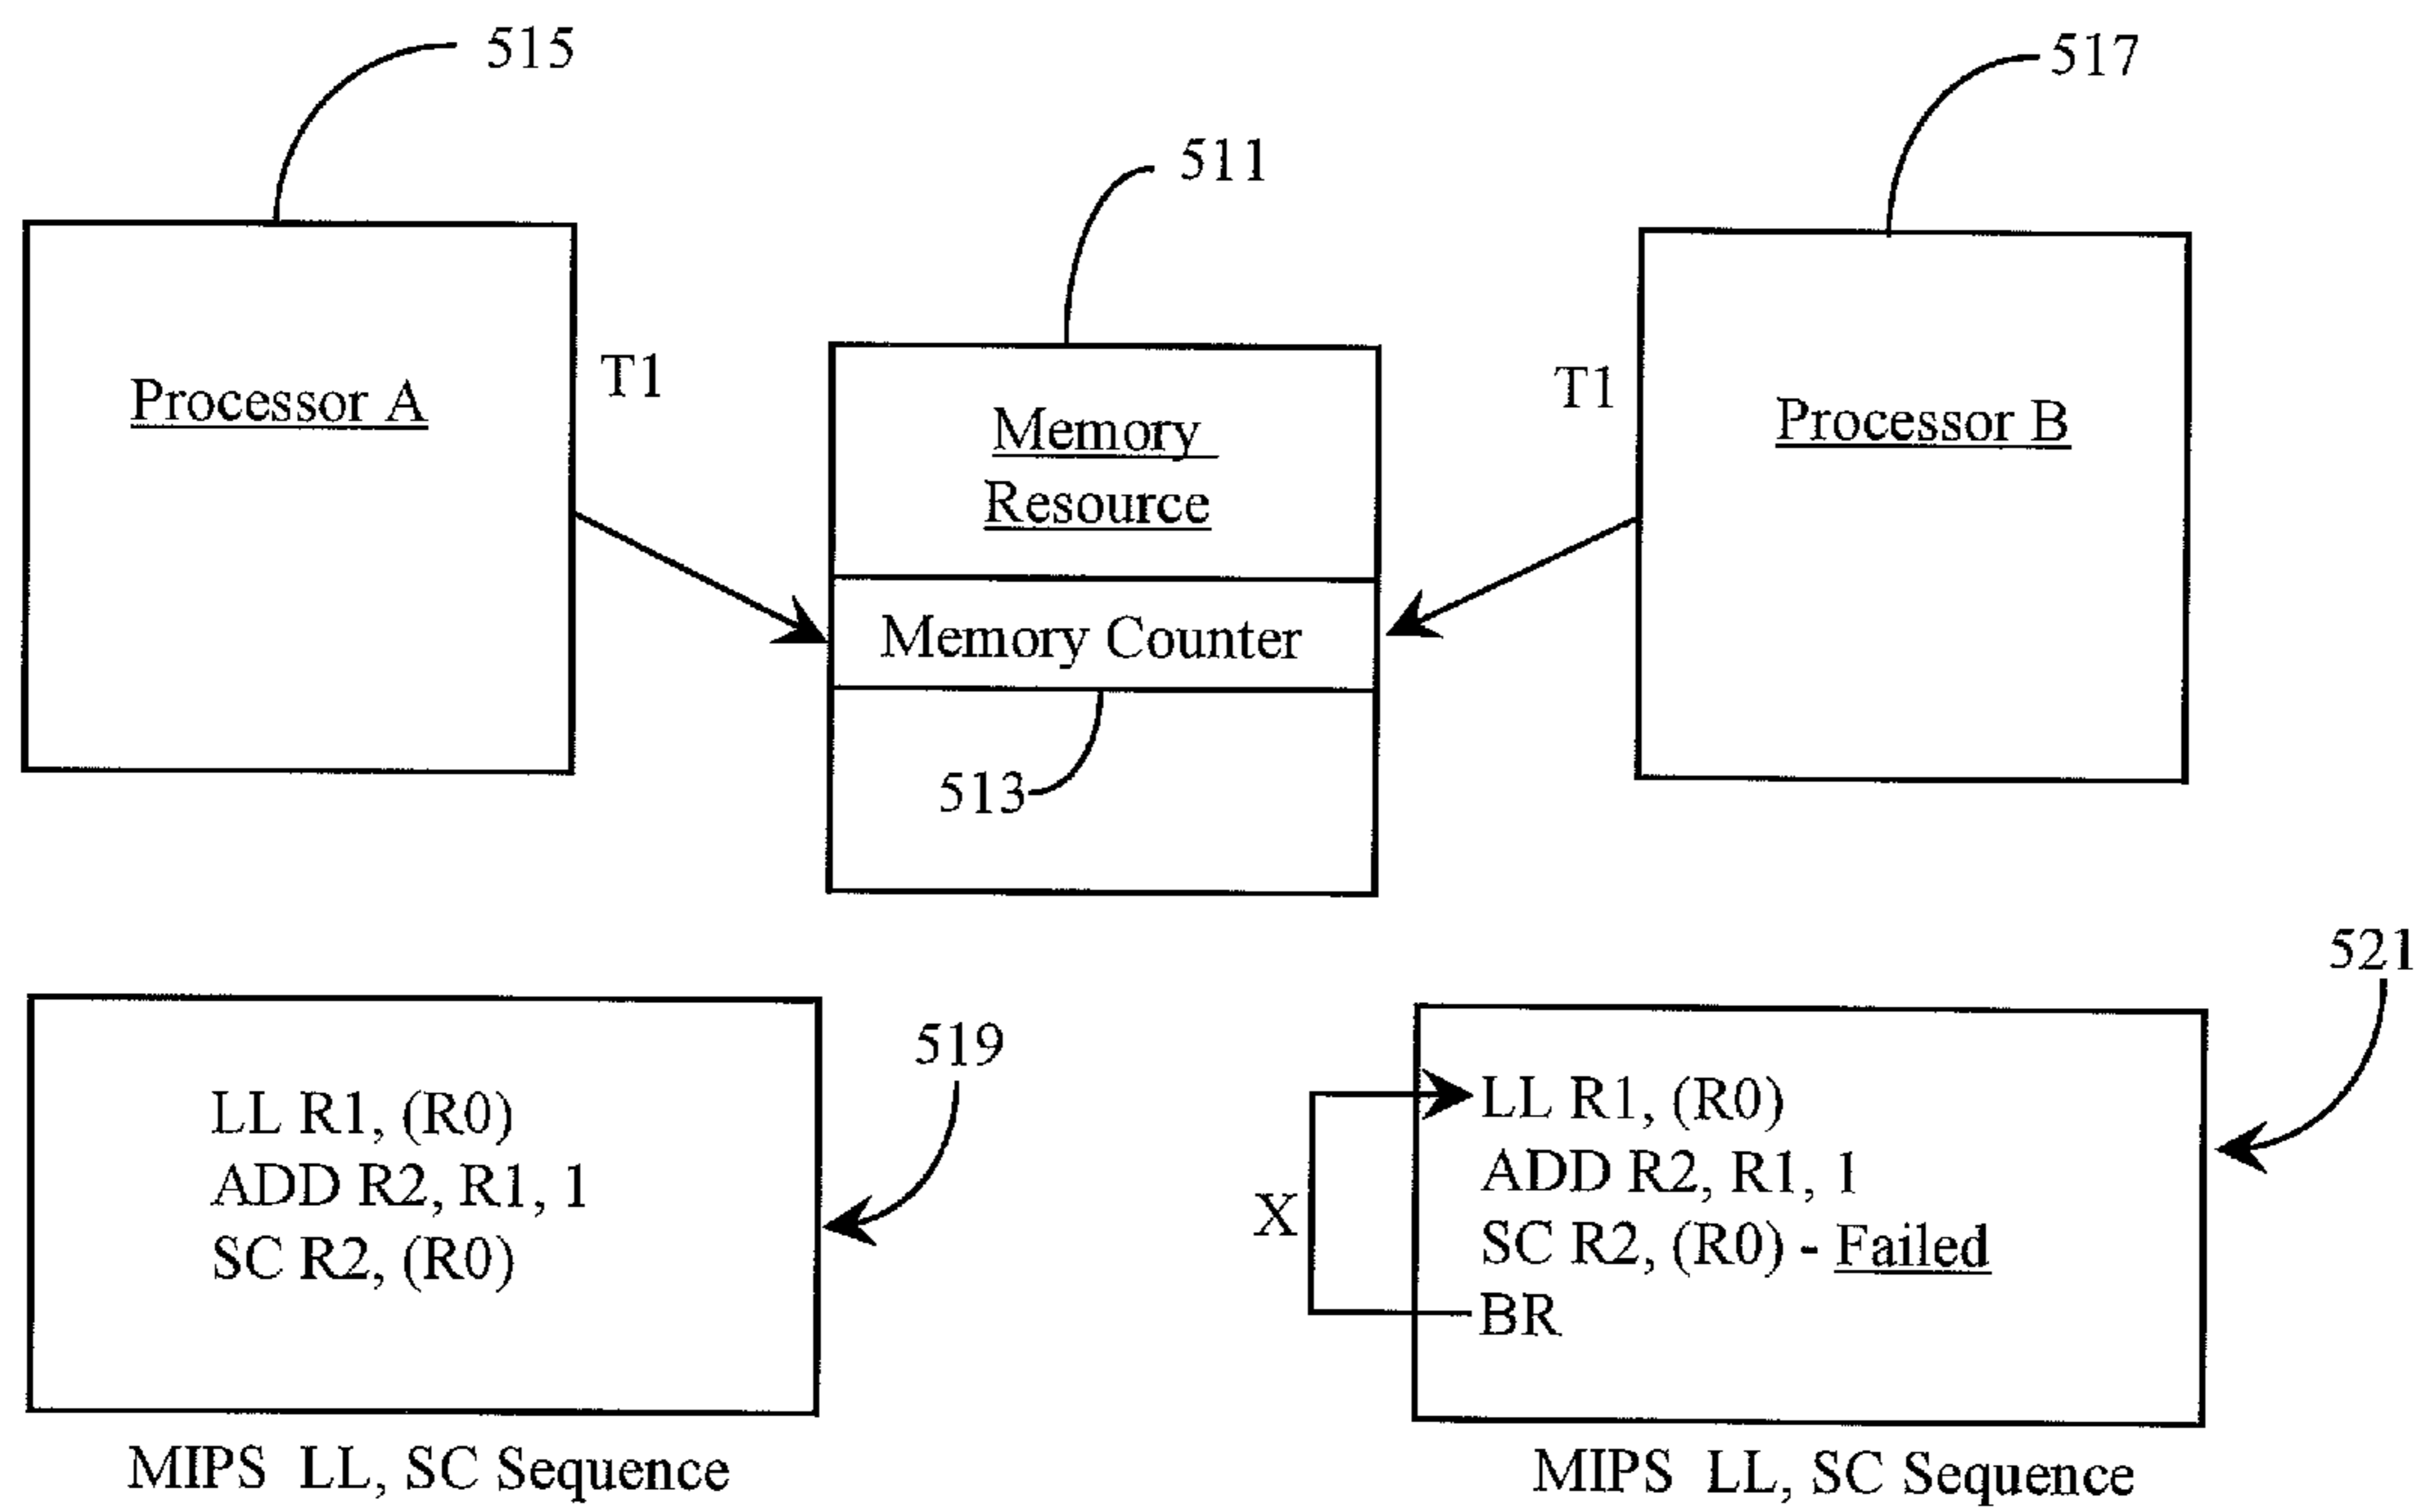 515
517
511
Processor A
T1
Memory
Resource
T1
Processor B
Memory Counter
513
519
521
LL R1, (R0)
ADD R2, R1, 1
SC R2, (R0)
X
LL R1, (R0)
ADD R2, R1, 1
SC R2, (R0) - Failed
BR
MIPS LL, SC Sequence
MIPS LL, SC Sequence